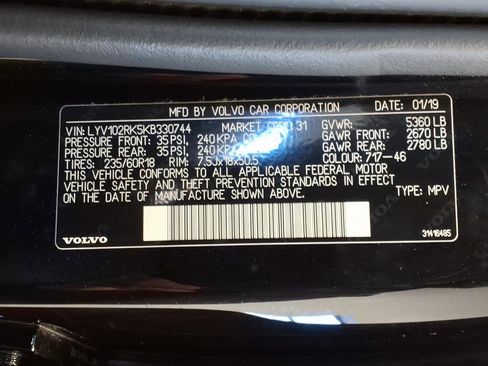 MFD BY VOLVO CAR CORPORATION DATE: 01/19
VIN: LYV102RK5KB330744 MARKET 31 GVWR: 5360 LB
PRESSURE FRONT: 35 PSI, 240 KPA GAWR FRONT: 2670 LB
PRESSURE REAR: 35 PSI, 240 KPA GAWR REAR: 2780 LB
TIRES: 235/60R18 RIM: 7.5J×18×50.5 COLOUR: 717-46
THIS VEHICLE CONFORMS TO ALL APPLICABLE FEDERAL MOTOR
VEHICLE SAFETY AND THEFT PREVENTION STANDARDS IN EFFECT
ON THE DATE OF MANUFACTURE SHOWN ABOVE. TYPE: MPV
VOLVO 31416485